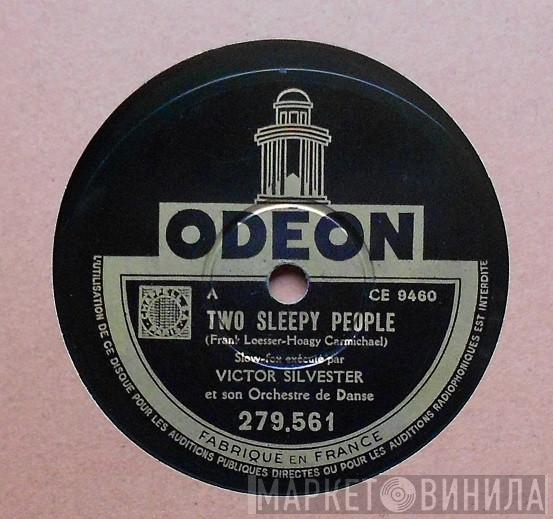 ODEON
A
CE 9460
TWO SLEEPY PEOPLE
(Frank Loesser-Hoagy Carmichael)
Slow-fox exécuté par
VICTOR SILVESTER
et son Orchestre de Danse
279.561
FABRIQUÉ EN FRANCE
L'UTILISATION DE CE DISQUE POUR LES AUDITIONS PUBLIQUES DIRECTES OU POUR LES AUDITIONS RADIOPHONIQUES EST INTERDITE
МАРКЕТ ВИНИЛА